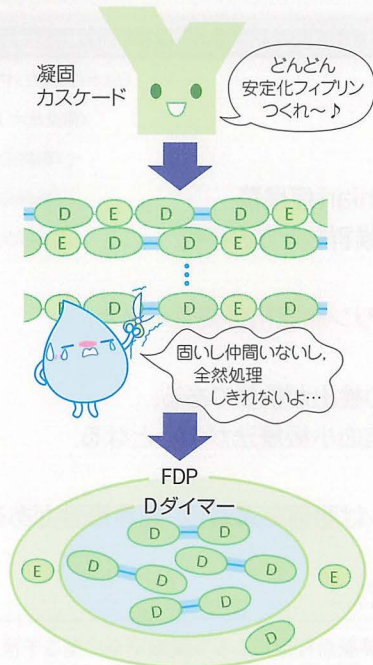 凝固
カスケード
どんどん
安定化フィブリン
つくれ〜♪
D E D D E
E D D E D
D E D D E D
固いし仲間いないし,
全然処理
しきれないよ…
FDP
Dダイマー
D D
E D D D D E
D D
D